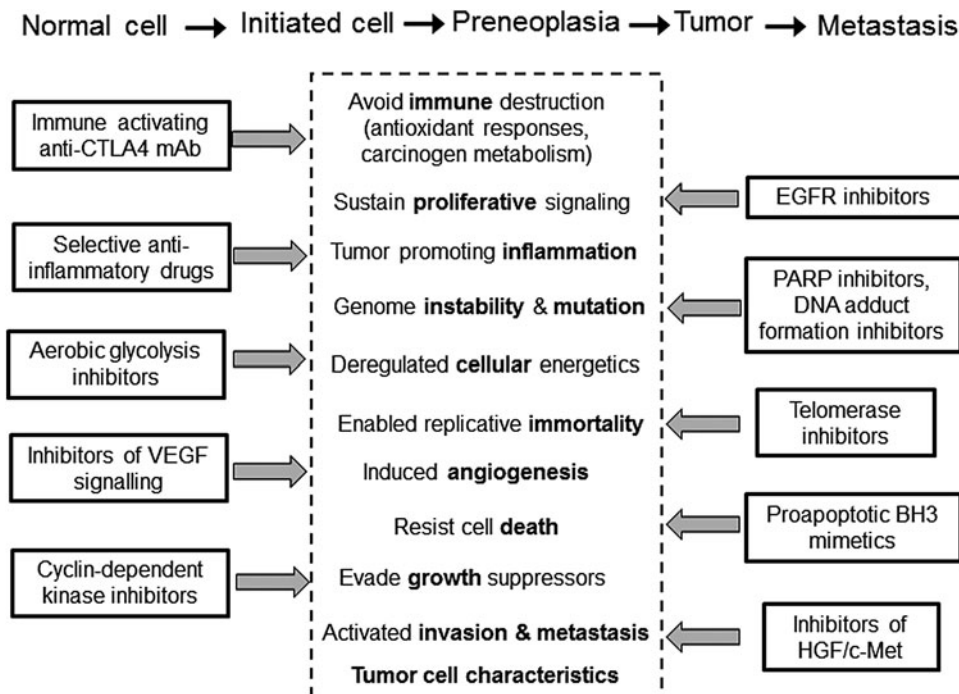 Normal cell → Initiated cell → Preneoplasia → Tumor → Metastasis
Immune activating
anti-CTLA4 mAb
Selective anti-
inflammatory drugs
Aerobic glycolysis
inhibitors
Inhibitors of VEGF
signalling
Cyclin-dependent
kinase inhibitors
Avoid immune destruction
(antioxidant responses,
carcinogen metabolism)
Sustain proliferative signaling
Tumor promoting inflammation
Genome instability & mutation
Deregulated cellular energetics
Enabled replicative immortality
Induced angiogenesis
Resist cell death
Evade growth suppressors
Activated invasion & metastasis
Tumor cell characteristics
EGFR inhibitors
PARP inhibitors,
DNA adduct
formation inhibitors
Telomerase
inhibitors
Proapoptotic BH3
mimetics
Inhibitors of
HGF/c-Met